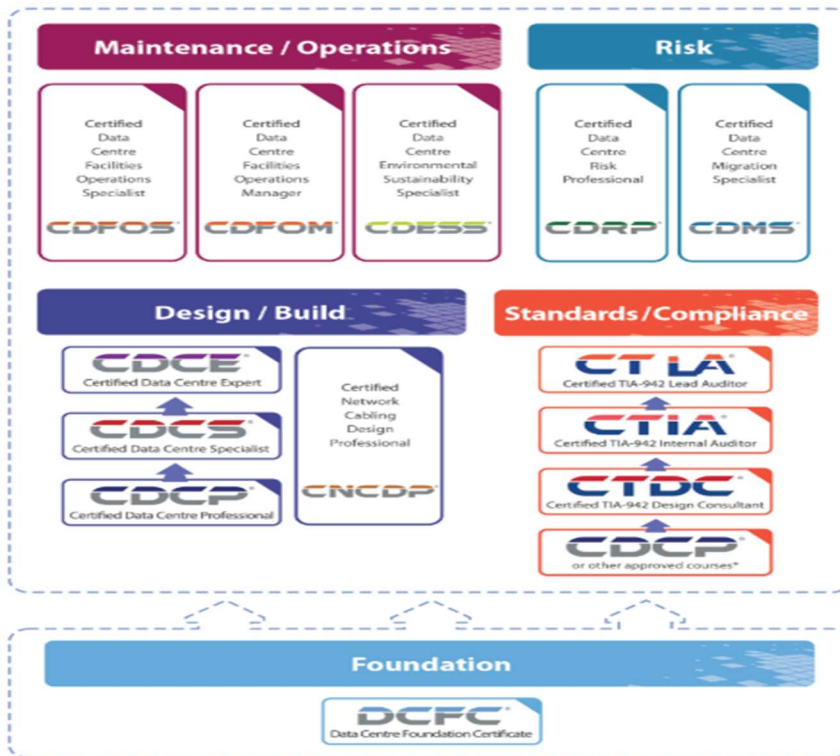 Maintenance / Operations
Risk
Certified
Data
Centre
Facilities
Operations
Specialist
CDFOS®
Certified
Data
Centre
Facilities
Operations
Manager
CDFOM®
Certified
Data
Centre
Environmental
Sustainability
Specialist
CDESS®
Certified
Data
Centre
Risk
Professional
CDRP®
Certified
Data
Centre
Migration
Specialist
CDMS®
Design / Build
CDCE®
Certified Data Centre Expert
CDCS®
Certified Data Centre Specialist
CDCP®
Certified Data Centre Professional
Certified
Network
Cabling
Design
Professional
CNCDP®
Standards/Compliance
CTLA®
Certified TIA-942 Lead Auditor
CTIA®
Certified TIA-942 Internal Auditor
CTDC®
Certified TIA-942 Design Consultant
CDCP®
or other approved courses*
Foundation
DCFC®
Data Centre Foundation Certificate